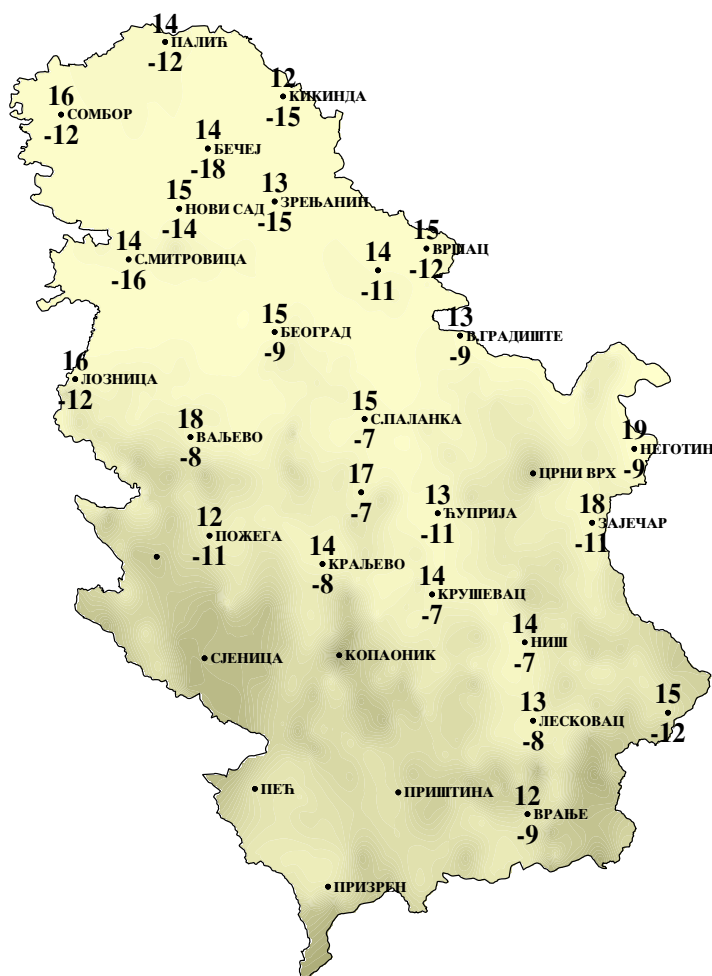 14
ПАЛИЋ
-12
12
КИКИНДА
-15
16
СОМБОР
-12
14
БЕЧЕЈ
-18
13
ЗРЕЊАНИН
-15
15
НОВИ САД
-14
15
ВРШАЦ
-12
14
С.МИТРОВИЦА
-16
14
-11
15
БЕОГРАД
-9
13
В.ГРАДИШТЕ
-9
16
ЛОЗНИЦА
-12
15
С.ПАЛАНКА
-7
18
ВАЉЕВО
-8
19
НЕГОТИН
-9
ЦРНИ ВРХ
17
-7
13
ЋУПРИЈА
-11
18
ЗАЈЕЧАР
-11
12
ПОЖЕГА
-11
14
КРАЉЕВО
-8
14
КРУШЕВАЦ
-7
14
НИШ
-7
СЈЕНИЦА
КОПАОНИК
13
ЛЕСКОВАЦ
-8
15
-12
ПЕЋ
ПРИШТИНА
12
ВРАЊЕ
-9
ПРИЗРЕН